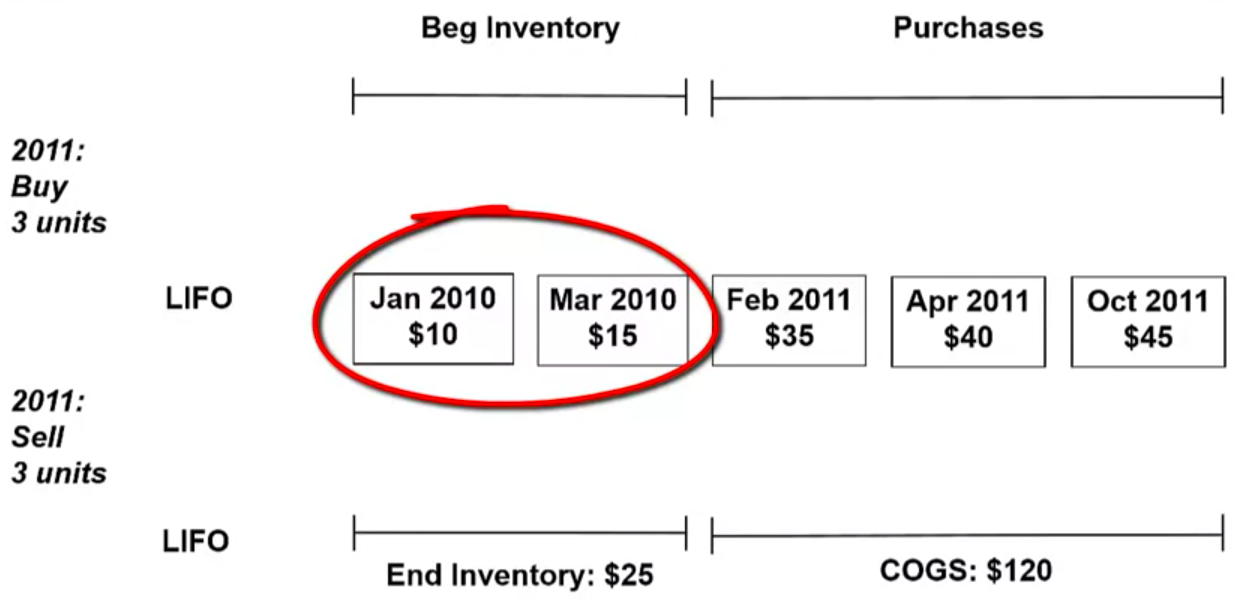 Beg Inventory Purchases
2011:
Buy
3 units
LIFO Jan 2010 Mar 2010 Feb 2011 Apr 2011 Oct 2011
$10 $15 $35 $40 $45
2011:
Sell
3 units
LIFO
End Inventory: $25 COGS: $120